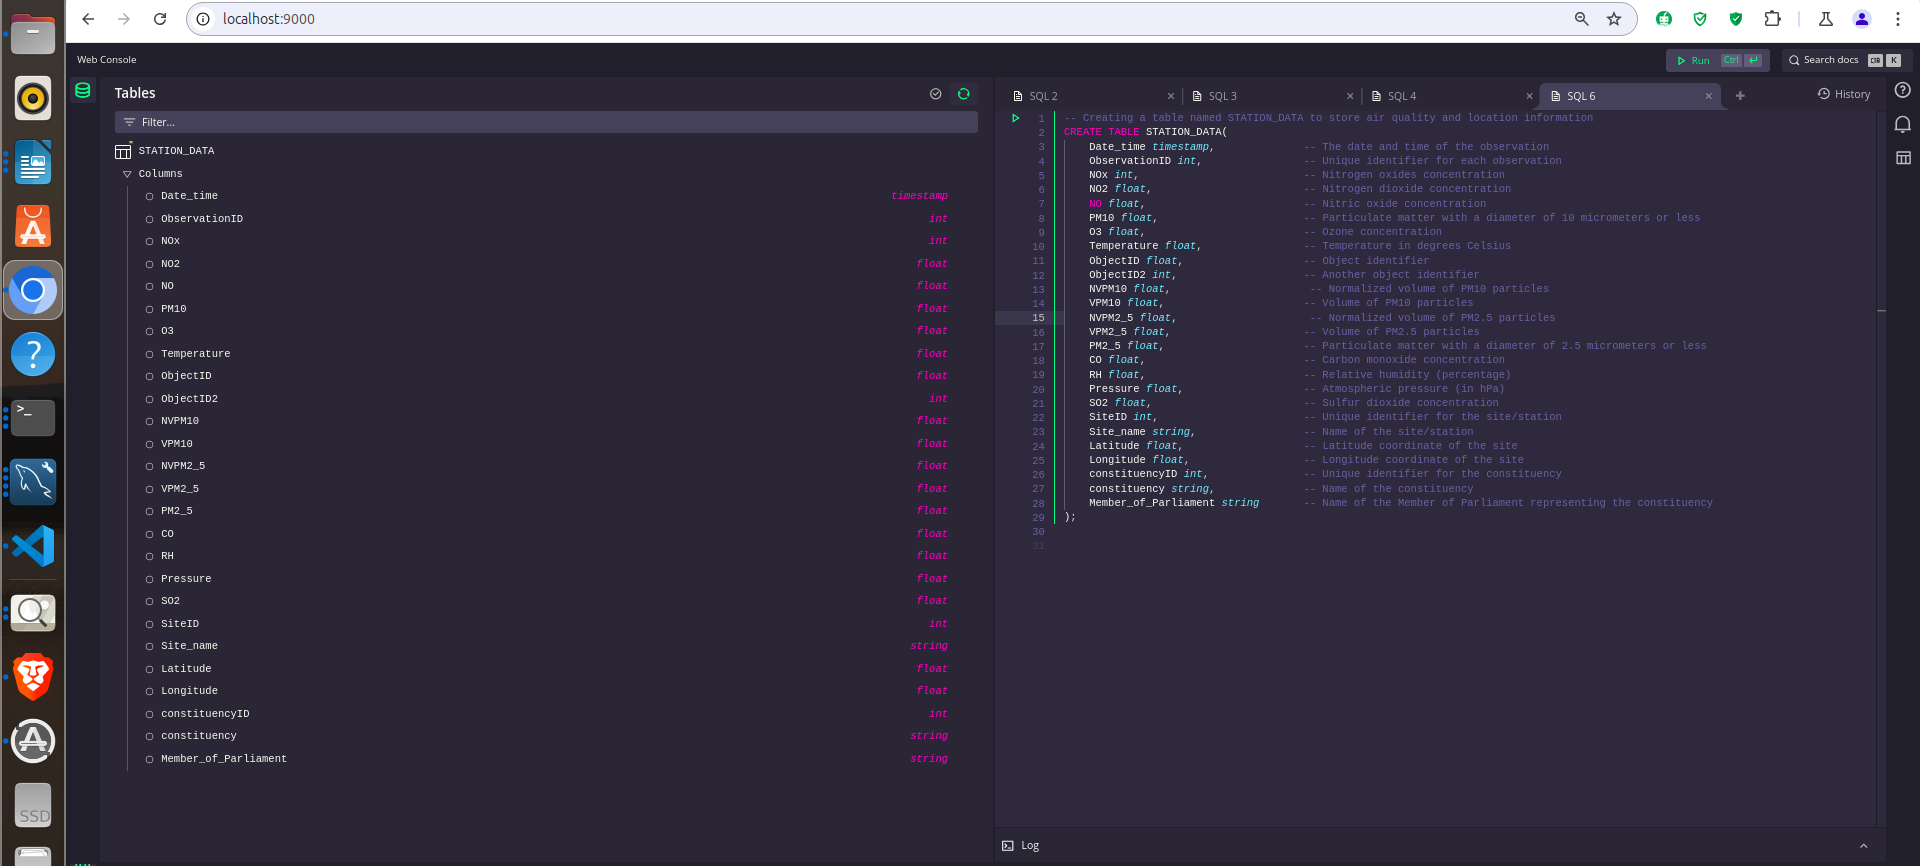 localhost:9000
Web Console
Run Ctrl
Search docs Ctrl K
Tables
Filter...
STATION_DATA
Columns
Date_time timestamp
ObservationID int
NOx int
NO2 float
NO float
PM10 float
O3 float
Temperature float
ObjectID float
ObjectID2 int
NVPM10 float
VPM10 float
NVPM2_5 float
VPM2_5 float
PM2_5 float
CO float
RH float
Pressure float
SO2 float
SiteID int
Site_name string
Latitude float
Longitude float
constituencyID int
constituency string
Member_of_Parliament string
SQL 2 SQL 3 SQL 4 SQL 6 History
1 -- Creating a table named STATION_DATA to store air quality and location information
2 CREATE TABLE STATION_DATA(
3 Date_time timestamp, -- The date and time of the observation
4 ObservationID int, -- Unique identifier for each observation
5 NOx int, -- Nitrogen oxides concentration
6 NO2 float, -- Nitrogen dioxide concentration
7 NO float, -- Nitric oxide concentration
8 PM10 float, -- Particulate matter with a diameter of 10 micrometers or less
9 O3 float, -- Ozone concentration
10 Temperature float, -- Temperature in degrees Celsius
11 ObjectID float, -- Object identifier
12 ObjectID2 int, -- Another object identifier
13 NVPM10 float, -- Normalized volume of PM10 particles
14 VPM10 float, -- Volume of PM10 particles
15 NVPM2_5 float, -- Normalized volume of PM2.5 particles
16 VPM2_5 float, -- Volume of PM2.5 particles
17 PM2_5 float, -- Particulate matter with a diameter of 2.5 micrometers or less
18 CO float, -- Carbon monoxide concentration
19 RH float, -- Relative humidity (percentage)
20 Pressure float, -- Atmospheric pressure (in hPa)
21 SO2 float, -- Sulfur dioxide concentration
22 SiteID int, -- Unique identifier for the site/station
23 Site_name string, -- Name of the site/station
24 Latitude float, -- Latitude coordinate of the site
25 Longitude float, -- Longitude coordinate of the site
26 constituencyID int, -- Unique identifier for the constituency
27 constituency string, -- Name of the constituency
28 Member_of_Parliament string -- Name of the Member of Parliament representing the constituency
29 );
30
31
Log
SSD